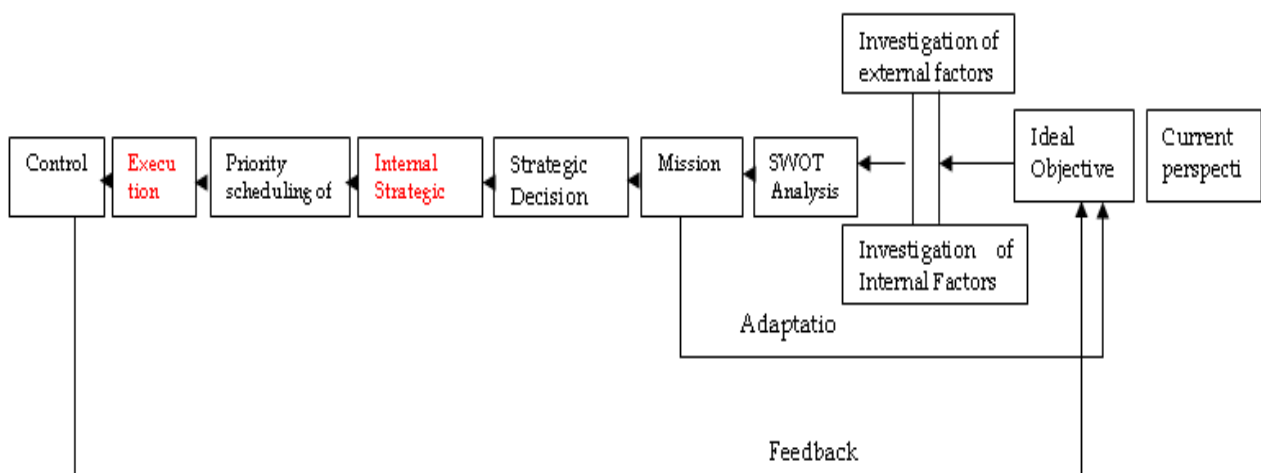 Investigation of
external factors
Control
Execu
tion
Priority
scheduling of
Internal
Strategic
Strategic
Decision
Mission
SWOT
Analysis
Ideal
Objective
Current
perspecti
Investigation of
Internal Factors
Adaptatio
Feedback